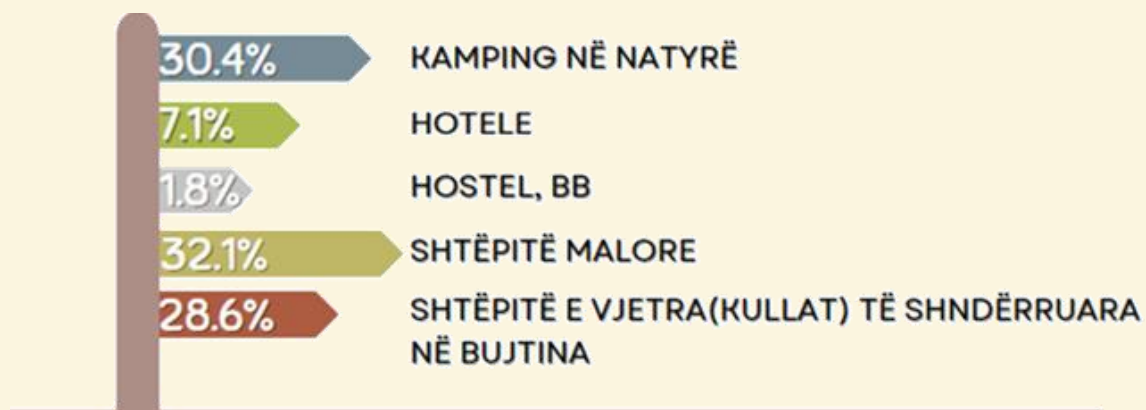 30.4% KAMPING NË NATYRË
7.1% HOTELE
1.8% HOSTEL, BB
32.1% SHTËPITË MALORE
28.6% SHTËPITË E VJETRA(KULLAT) TË SHNDËRRUARA
NË BUJTINA